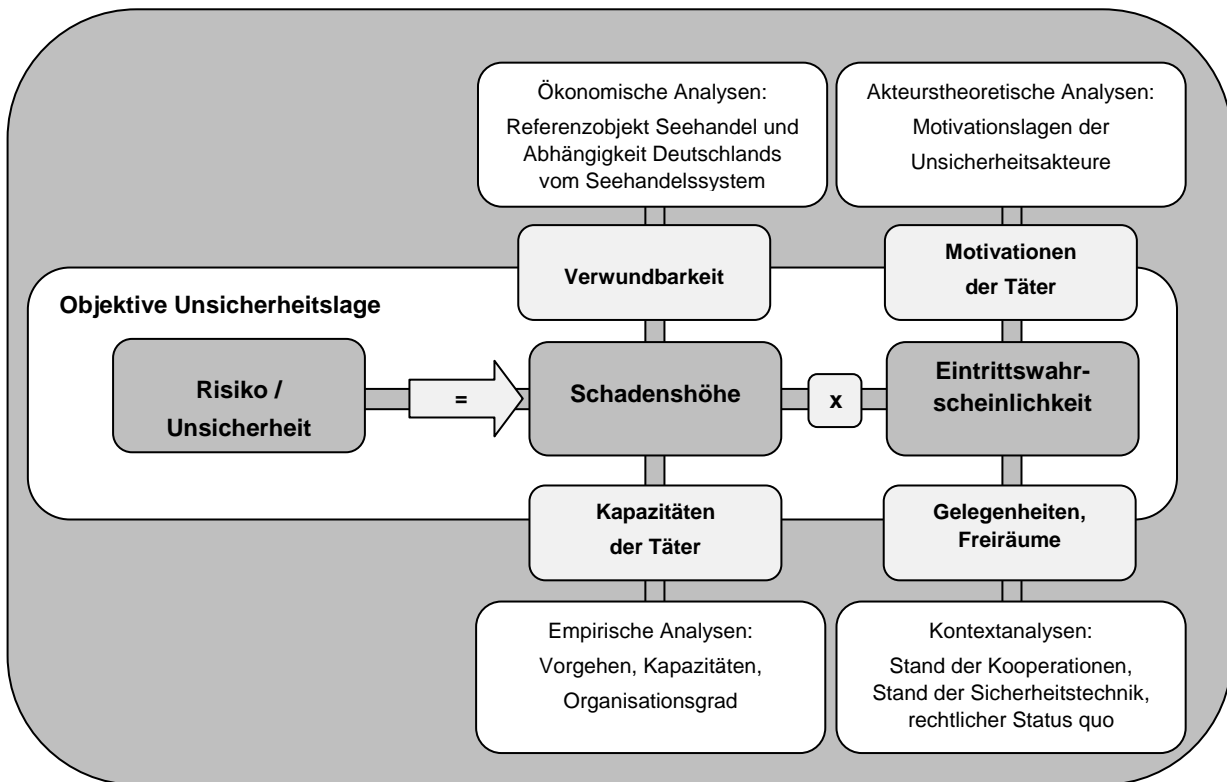 Ökonomische Analysen:
Referenzobjekt Seehandel und
Abhängigkeit Deutschlands
vom Seehandelssystem
Akteurstheoretische Analysen:
Motivationslagen der
Unsicherheitsakteure
Verwundbarkeit
Motivationen
der Täter
Objektive Unsicherheitslage
Risiko /
Unsicherheit
=
Schadenshöhe
x
Eintrittswahr-
scheinlichkeit
Kapazitäten
der Täter
Gelegenheiten,
Freiräume
Empirische Analysen:
Vorgehen, Kapazitäten,
Organisationsgrad
Kontextanalysen:
Stand der Kooperationen,
Stand der Sicherheitstechnik,
rechtlicher Status quo